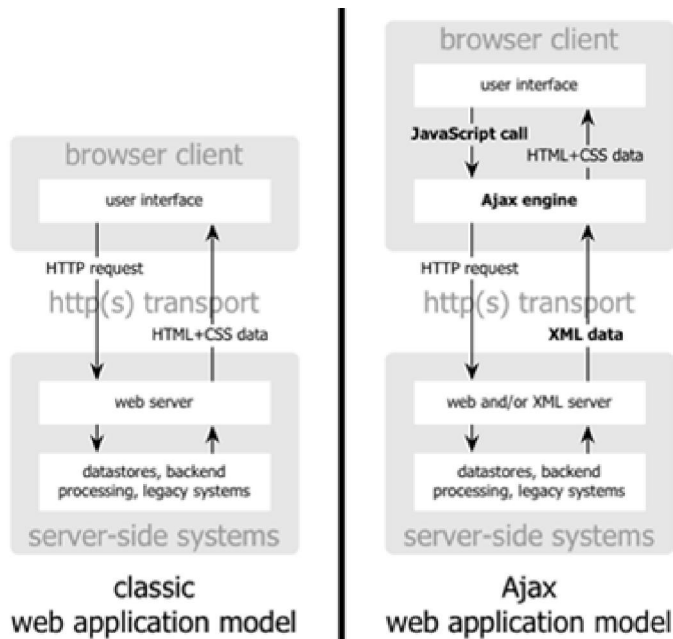 browser client
user interface
HTTP request
http(s) transport
HTML+CSS data
web server
datastores, backend
processing, legacy systems
server-side systems
classic
web application model
browser client
user interface
JavaScript call
HTML+CSS data
Ajax engine
HTTP request
http(s) transport
XML data
web and/or XML server
datastores, backend
processing, legacy systems
server-side systems
Ajax
web application model